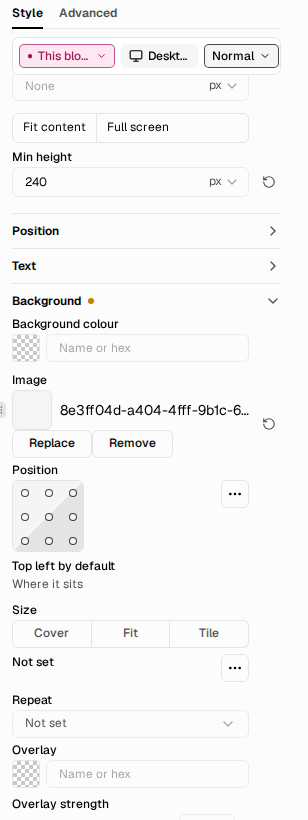 Style Advanced
This blo... Deskt... Normal
None px
Fit content Full screen
Min height
240 px
Position
Text
Background
Background colour
Name or hex
Image
8e3ff04d-a404-4fff-9b1c-6...
Replace Remove
Position
Top left by default
Where it sits
Size
Cover Fit Tile
Not set
Repeat
Not set
Overlay
Name or hex
Overlay strength